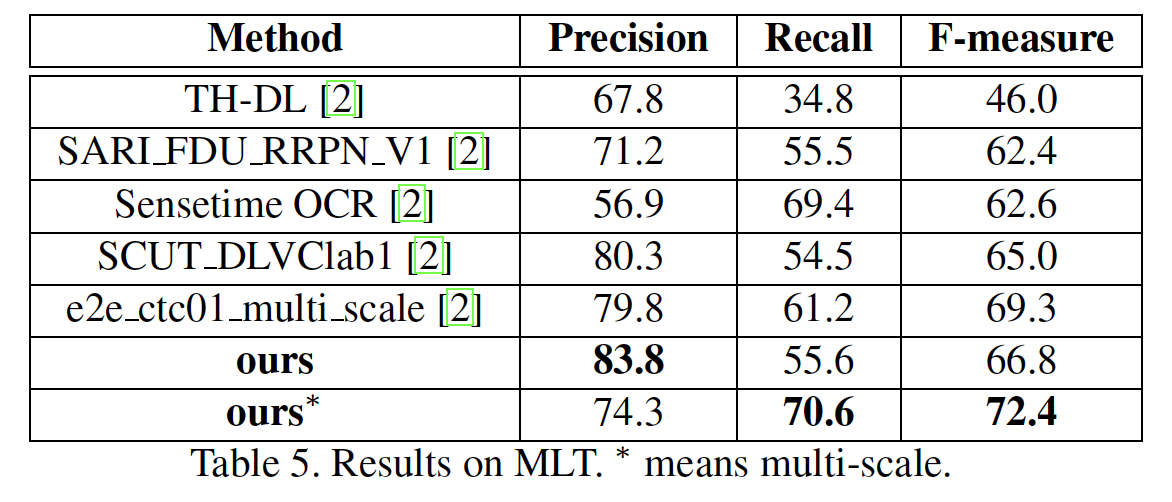 Method Precision Recall F-measure
TH-DL [2] 67.8 34.8 46.0
SARI_FDU_RRPN_V1 [2] 71.2 55.5 62.4
Sensetime OCR [2] 56.9 69.4 62.6
SCUT_DLVClab1 [2] 80.3 54.5 65.0
e2e_ctc01_multi_scale [2] 79.8 61.2 69.3
ours 83.8 55.6 66.8
ours* 74.3 70.6 72.4
Table 5. Results on MLT. * means multi-scale.